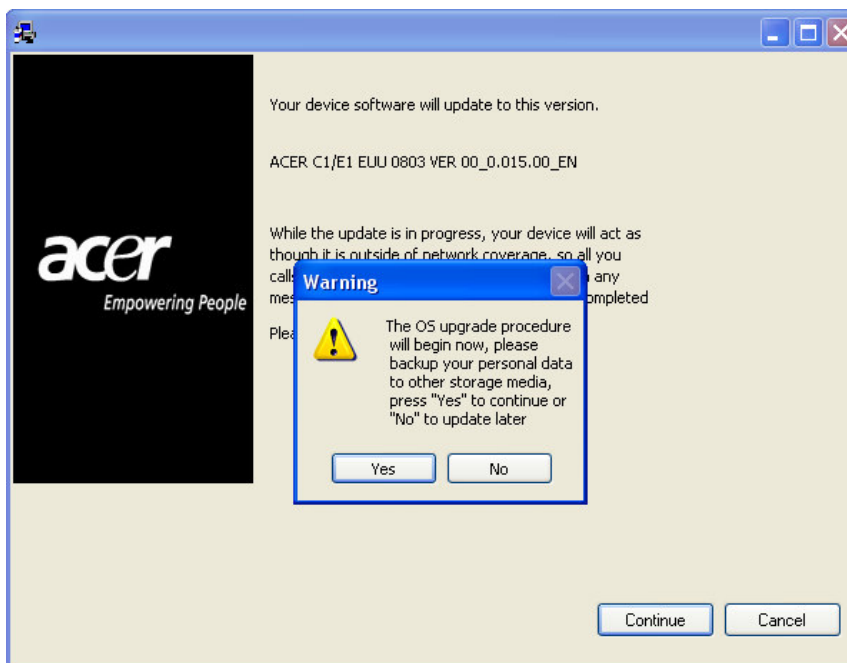 acer
Empowering People
Your device software will update to this version.
ACER C1/E1 EUU 0803 VER 00_0.015.00_EN
While the update is in progress, your device will act as
though it is outside of network coverage, so all you
any
completed
Warning
The OS upgrade procedure
will begin now, please
backup your personal data
to other storage media,
press "Yes" to continue or
"No" to update later
Yes
No
Continue
Cancel